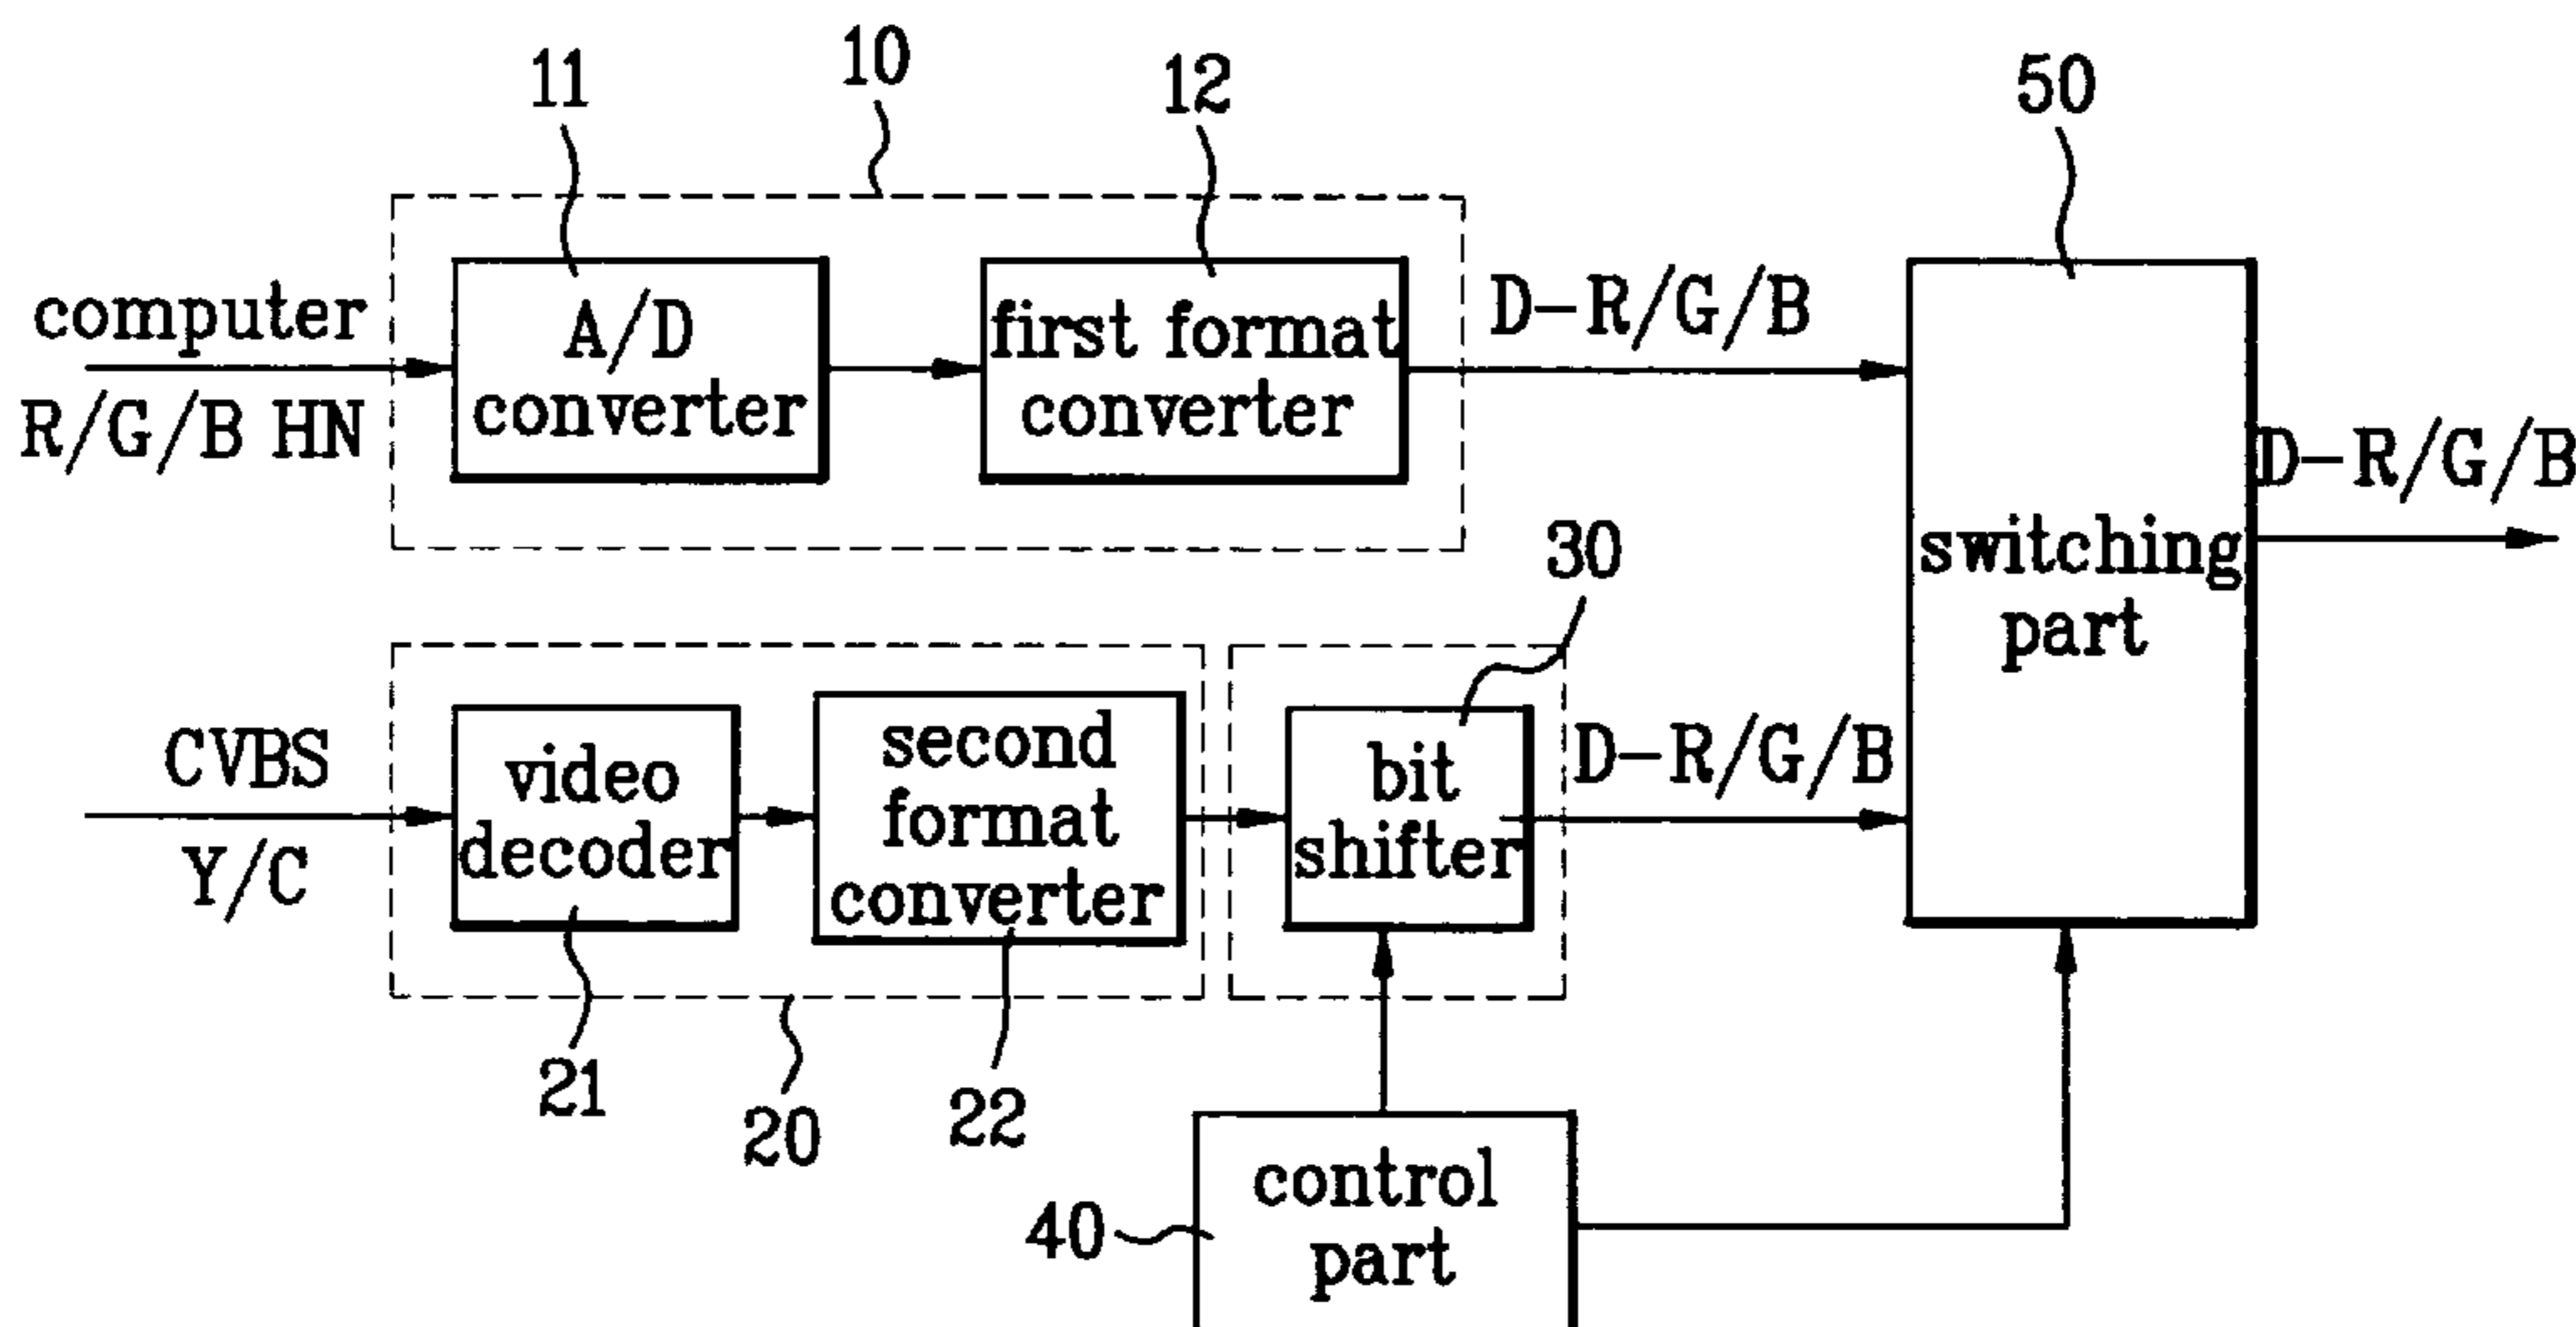 10
11
12
50
computer
R/G/B HN
A/D
converter
first format
converter
D-R/G/B
switching
part
D-R/G/B
30
CVBS
Y/C
video
decoder
second
format
converter
bit
shifter
D-R/G/B
21
20
22
40
control
part